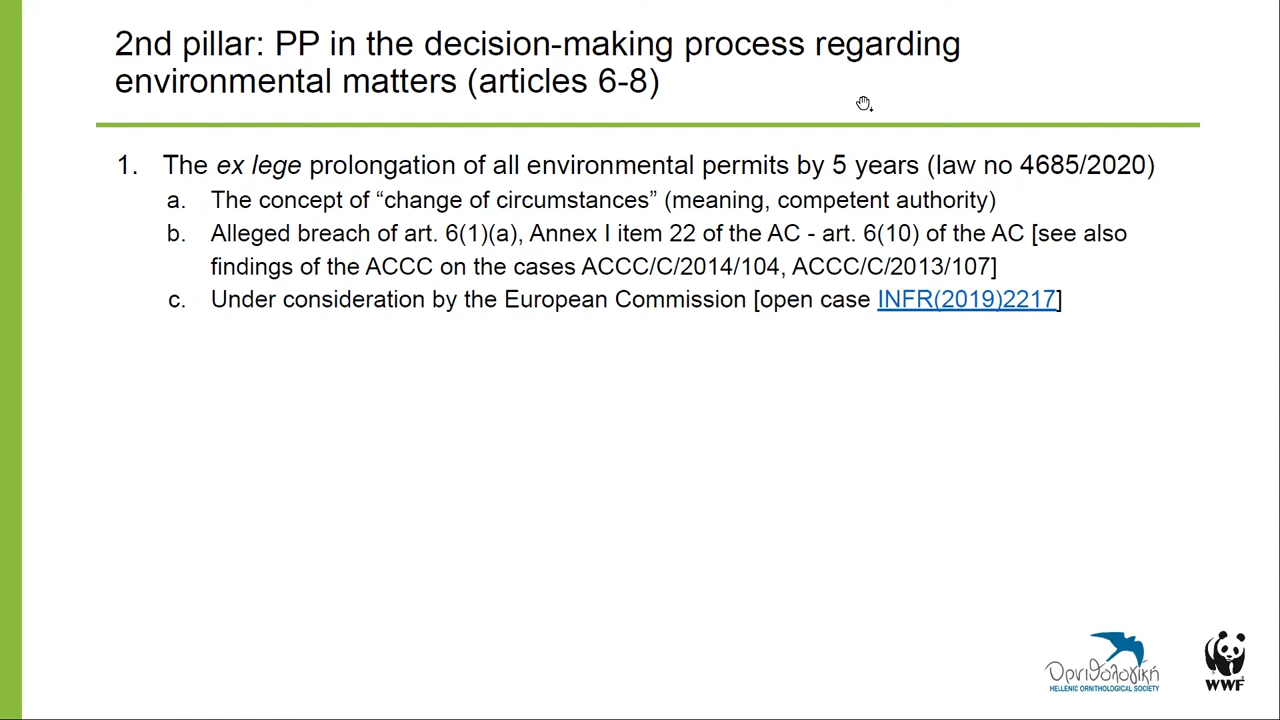 2nd pillar: PP in the decision-making process regarding
environmental matters (articles 6-8)
1. The ex lege prolongation of all environmental permits by 5 years (law no 4685/2020)
a. The concept of “change of circumstances” (meaning, competent authority)
b. Alleged breach of art. 6(1)(a), Annex I item 22 of the AC - art. 6(10) of the AC [see also
findings of the ACCC on the cases ACCC/C/2014/104, ACCC/C/2013/107]
c. Under consideration by the European Commission [open case INFR(2019)2217]
Ορνιθολογική
HELLENIC ORNITHOLOGICAL SOCIETY
WWF